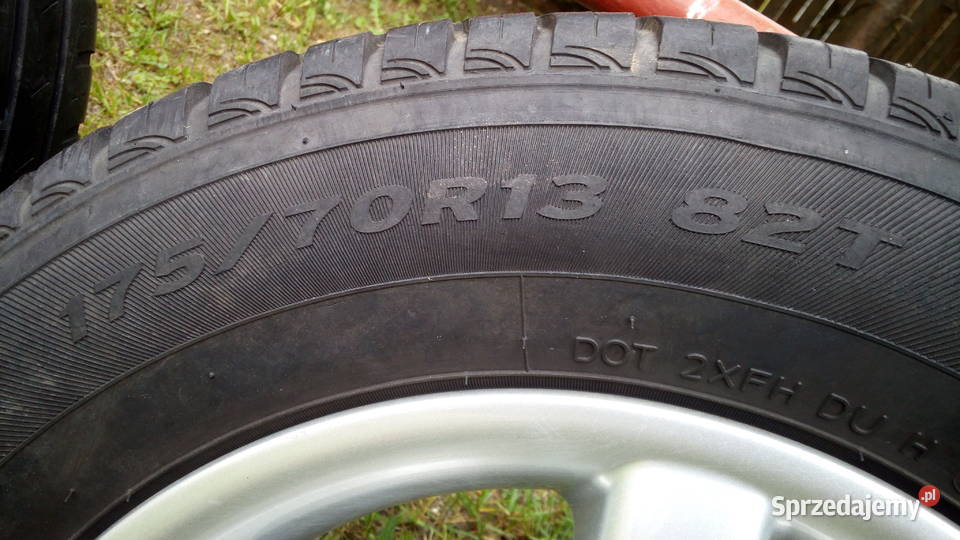 175/70R13 82T
DOT 2XFH DU H
Sprzedajemy.pl